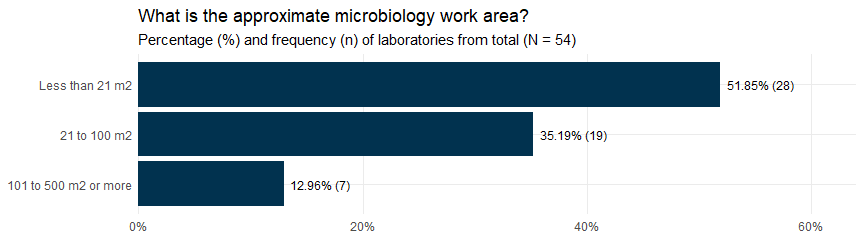 What is the approximate microbiology work area?
Percentage (%) and frequency (n) of laboratories from total (N = 54)
Less than 21 m2 51.85% (28)
21 to 100 m2 35.19% (19)
101 to 500 m2 or more 12.96% (7)
0% 20% 40% 60%